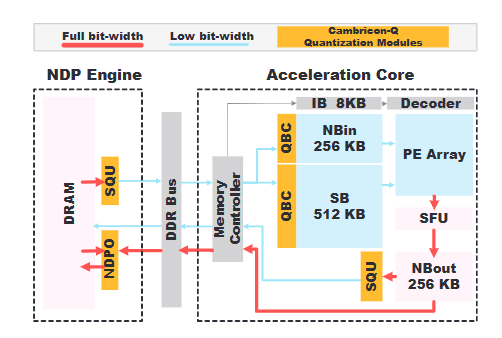 Full bit-width
Low bit-width
Cambricon-Q
Quantization Modules
NDP Engine
Acceleration Core
IB 8KB
Decoder
DRAM
SQU
NDPO
DDR Bus
Memory
Controller
QBC
NBin
256 KB
QBC
SB
512 KB
PE Array
SFU
SQU
NBout
256 KB